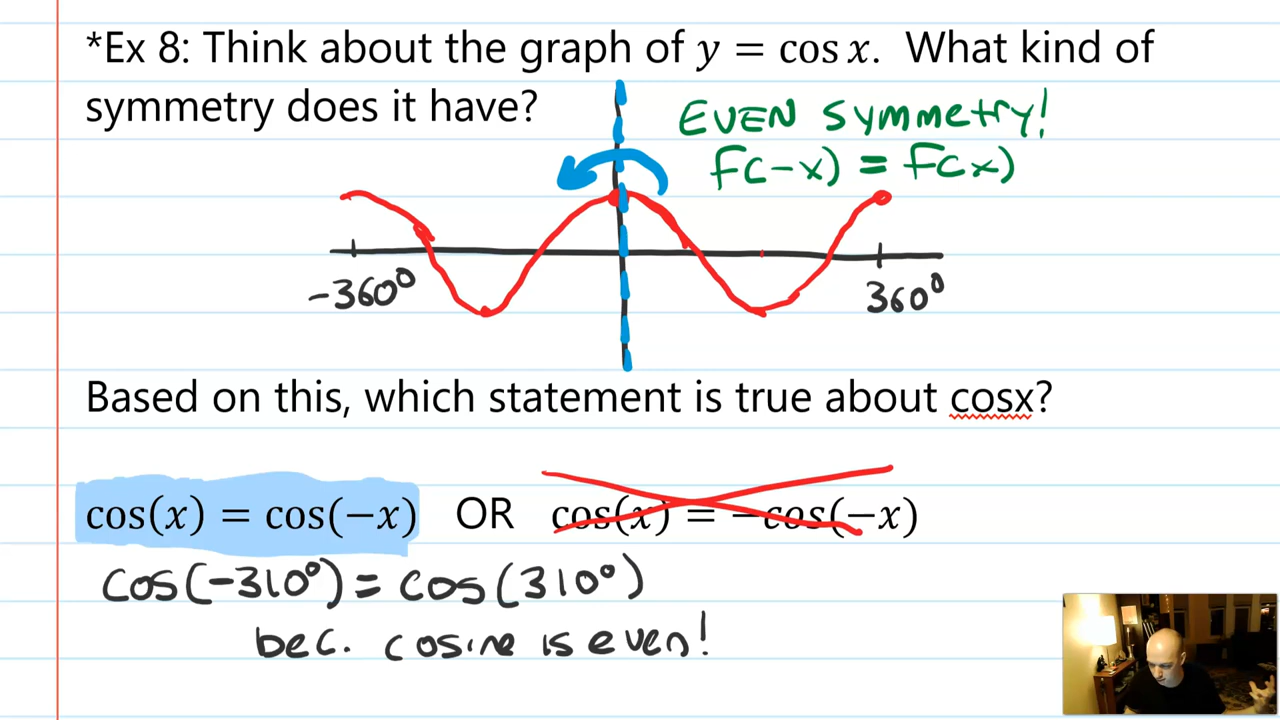 *Ex 8: Think about the graph of y = cos x. What kind of
symmetry does it have?
EVEN symmetry!
f(-x) = f(x)
-360°
360°
Based on this, which statement is true about cosx?
cos(x) = cos(−x) OR cos(x) = −cos(−x)
cos(-310°) = cos(310°)
bec. cosine is even!